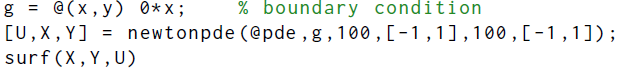 g = @(x,y) 0*x;    % boundary condition
[U,X,Y] = newtonpde(@pde,g,100,[-1,1],100,[-1,1]);
surf(X,Y,U)